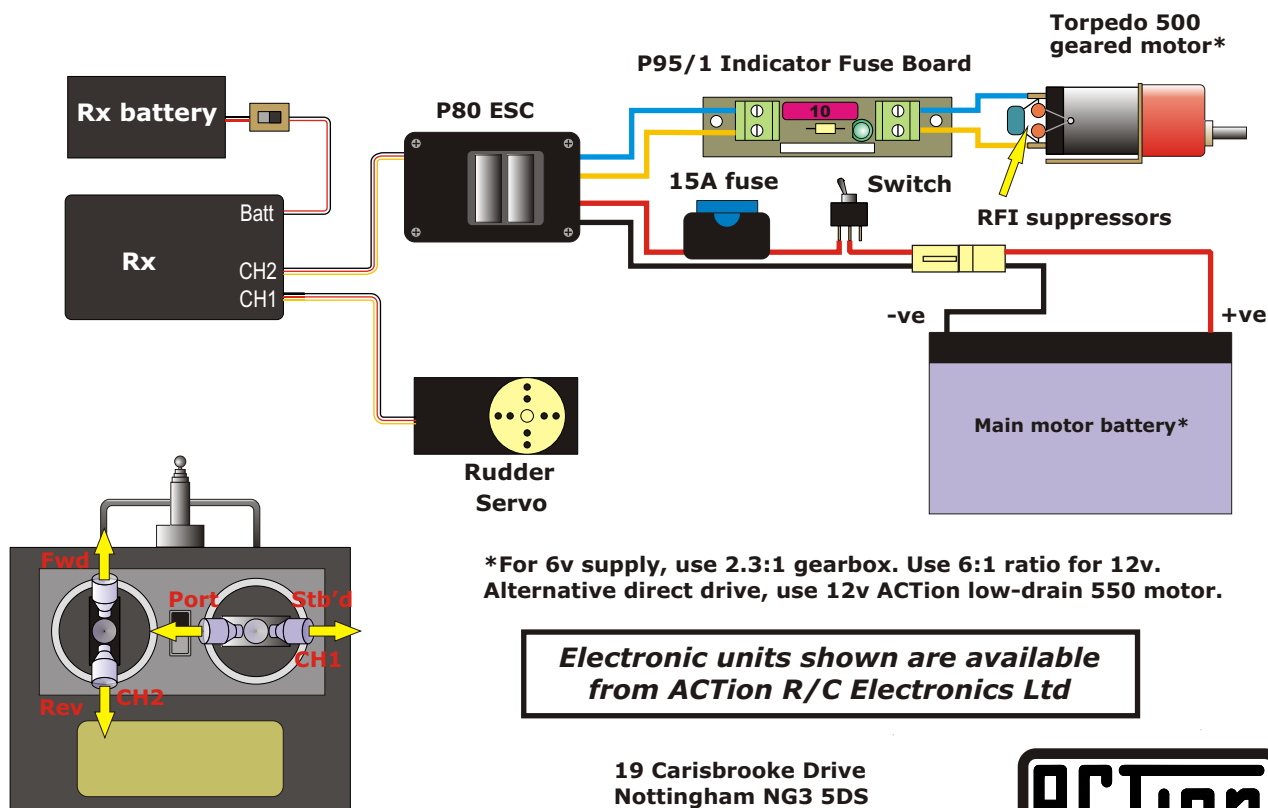 Torpedo 500
geared motor*
P95/1 Indicator Fuse Board
Rx battery
P80 ESC
10
15A fuse
Switch
RFI suppressors
Batt
Rx
CH2
CH1
-ve
+ve
Main motor battery*
Rudder
Servo
Fwd
Port
Stb'd
CH1
CH2
Rev
*For 6v supply, use 2.3:1 gearbox. Use 6:1 ratio for 12v.
Alternative direct drive, use 12v ACTion low-drain 550 motor.
Electronic units shown are available
from ACTion R/C Electronics Ltd
19 Carisbrooke Drive
Nottingham NG3 5DS
ACTion